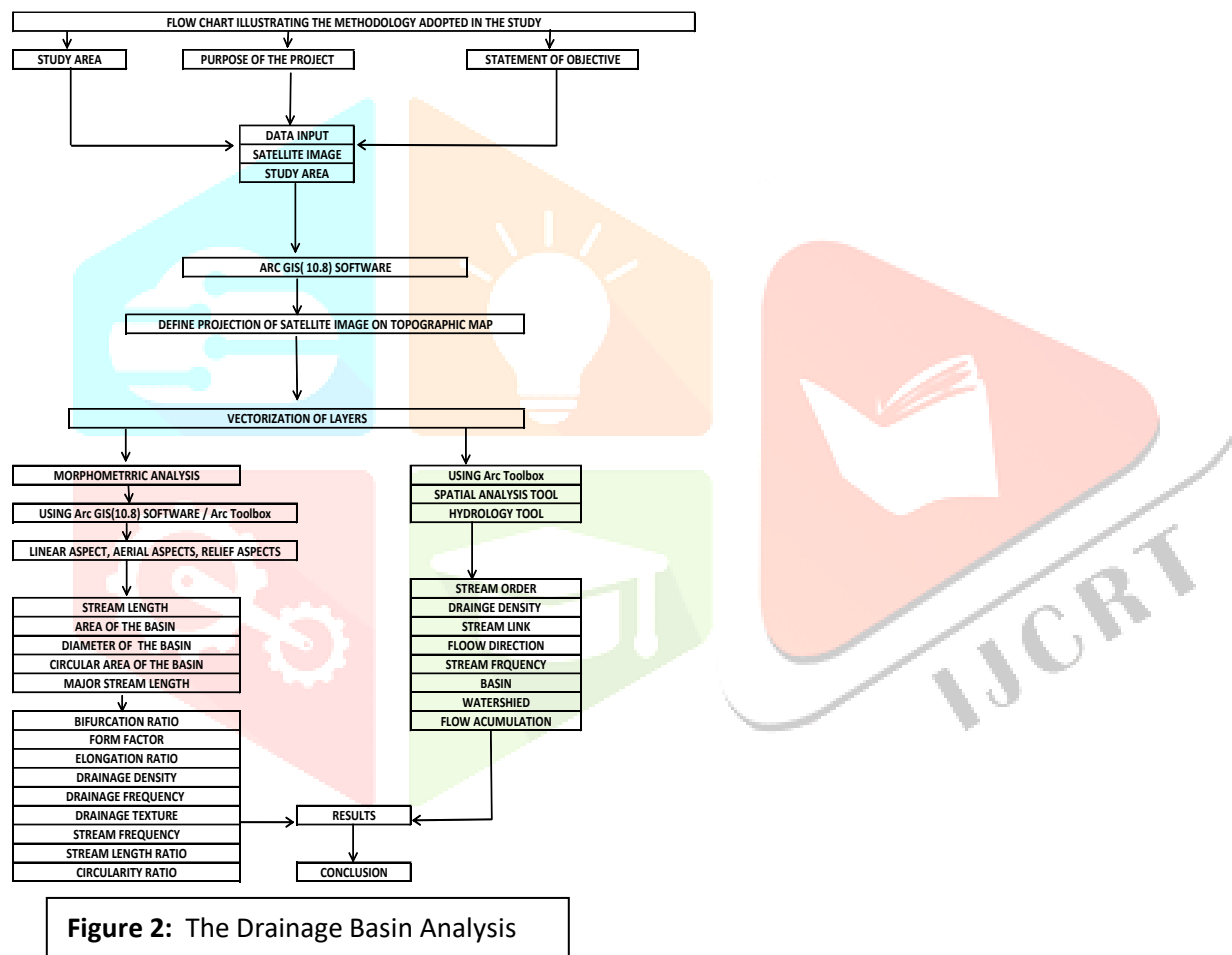 FLOW CHART ILLUSTRATING THE METHODOLOGY ADOPTED IN THE STUDY
STUDY AREA
PURPOSE OF THE PROJECT
STATEMENT OF OBJECTIVE
DATA INPUT
SATELLITE IMAGE
STUDY AREA
ARC GIS( 10.8) SOFTWARE
DEFINE PROJECTION OF SATELLITE IMAGE ON TOPOGRAPHIC MAP
VECTORIZATION OF LAYERS
MORPHOMETRRIC ANALYSIS
USING Arc GIS(10.8) SOFTWARE / Arc Toolbox
LINEAR ASPECT, AERIAL ASPECTS, RELIEF ASPECTS
STREAM LENGTH
AREA OF THE BASIN
DIAMETER OF THE BASIN
CIRCULAR AREA OF THE BASIN
MAJOR STREAM LENGTH
BIFURCATION RATIO
FORM FACTOR
ELONGATION RATIO
DRAINAGE DENSITY
DRAINAGE FREQUENCY
DRAINAGE TEXTURE
STREAM FREQUENCY
STREAM LENGTH RATIO
CIRCULARITY RATIO
USING Arc Toolbox
SPATIAL ANALYSIS TOOL
HYDROLOGY TOOL
STREAM ORDER
DRAINGE DENSITY
STREAM LINK
FLOOW DIRECTION
STREAM FRQUENCY
BASIN
WATERSHIED
FLOW ACUMULATION
RESULTS
CONCLUSION
IJCRT
Figure 2: The Drainage Basin Analysis